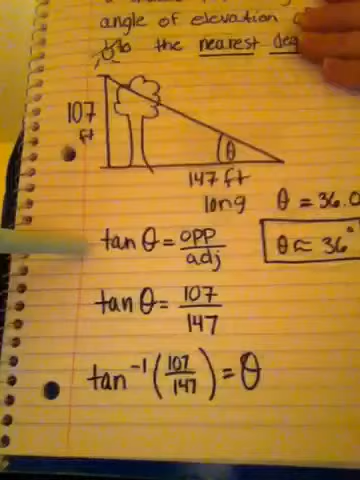 angle of elevation
to the nearest deg
107
ft
θ
147 ft
long
θ = 36.0
tan θ = opp/adj
θ ≈ 36°
tan θ = 107/147
tan⁻¹(107/147) = θ